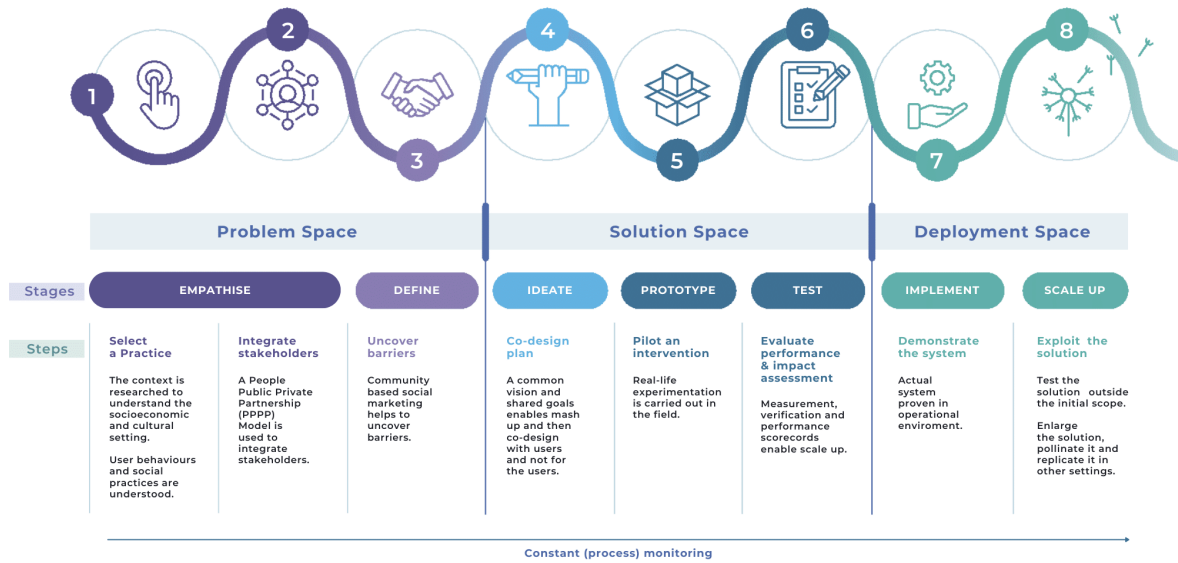 1
2
3
4
5
6
7
8
Problem Space
Solution Space
Deployment Space
Stages
EMPATHISE
DEFINE
IDEATE
PROTOTYPE
TEST
IMPLEMENT
SCALE UP
Steps
Select
a Practice
The context is
researched to
understand the
socioeconomic
and cultural
setting.
User behaviours
and social
practices are
understood.
Integrate
stakeholders
A People
Public Private
Partnership
(PPPP)
Model is
used to
integrate
stakeholders.
Uncover
barriers
Community
based social
marketing
helps to
uncover
barriers.
Co-design
plan
A common
vision and
shared goals
enables mash
up and then
co-design
with users
and not for
the users.
Pilot an
intervention
Real-life
experimentation
is carried out in
the field.
Evaluate
performance
& impact
assessment
Measurement,
verification and
performance
scorecords
enable scale up.
Demonstrate
the system
Actual
system
proven in
operational
enviroment.
Exploit the
solution
Test the
solution outside
the initial scope.
Enlarge
the solution,
pollinate it and
replicate it in
other settings.
Constant (process) monitoring